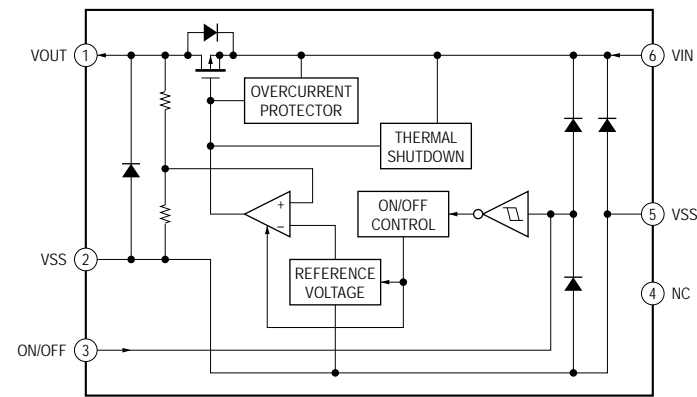 VOUT 1
6 VIN
OVERCURRENT
PROTECTOR
THERMAL
SHUTDOWN
+
−
ON/OFF
CONTROL
5 VSS
VSS 2
REFERENCE
VOLTAGE
4 NC
ON/OFF 3